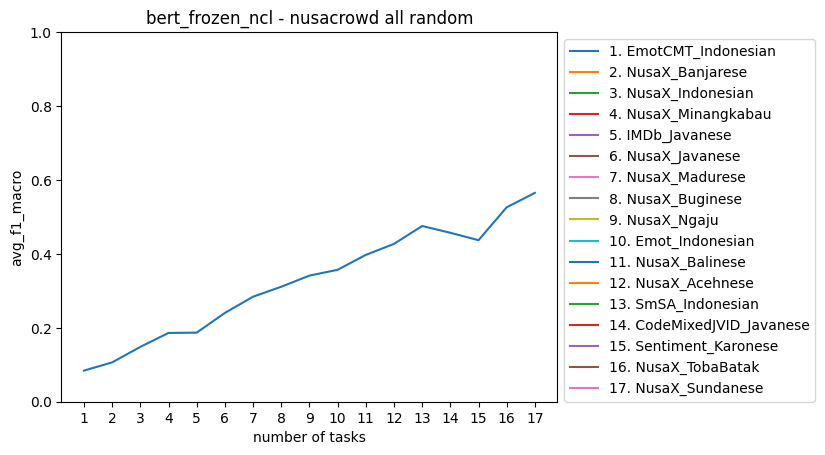 bert_frozen_ncl - nusacrowd all random
avg_f1_macro
1.0
0.8
0.6
0.4
0.2
0.0
1 2 3 4 5 6 7 8 9 10 11 12 13 14 15 16 17
number of tasks
1. EmotCMT_Indonesian
2. NusaX_Banjarese
3. NusaX_Indonesian
4. NusaX_Minangkabau
5. IMDb_Javanese
6. NusaX_Javanese
7. NusaX_Madurese
8. NusaX_Buginese
9. NusaX_Ngaju
10. Emot_Indonesian
11. NusaX_Balinese
12. NusaX_Acehnese
13. SmSA_Indonesian
14. CodeMixedJVID_Javanese
15. Sentiment_Karonese
16. NusaX_TobaBatak
17. NusaX_Sundanese